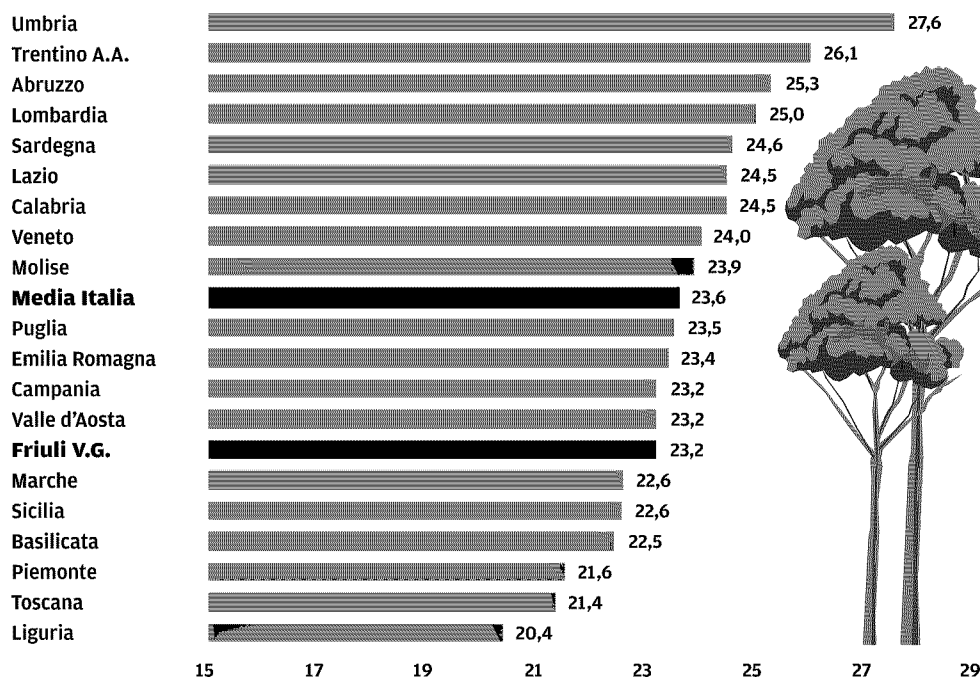 Umbria 27,6
Trentino A.A. 26,1
Abruzzo 25,3
Lombardia 25,0
Sardegna 24,6
Lazio 24,5
Calabria 24,5
Veneto 24,0
Molise 23,9
Media Italia 23,6
Puglia 23,5
Emilia Romagna 23,4
Campania 23,2
Valle d’Aosta 23,2
Friuli V.G. 23,2
Marche 22,6
Sicilia 22,6
Basilicata 22,5
Piemonte 21,6
Toscana 21,4
Liguria 20,4
15 17 19 21 23 25 27 29